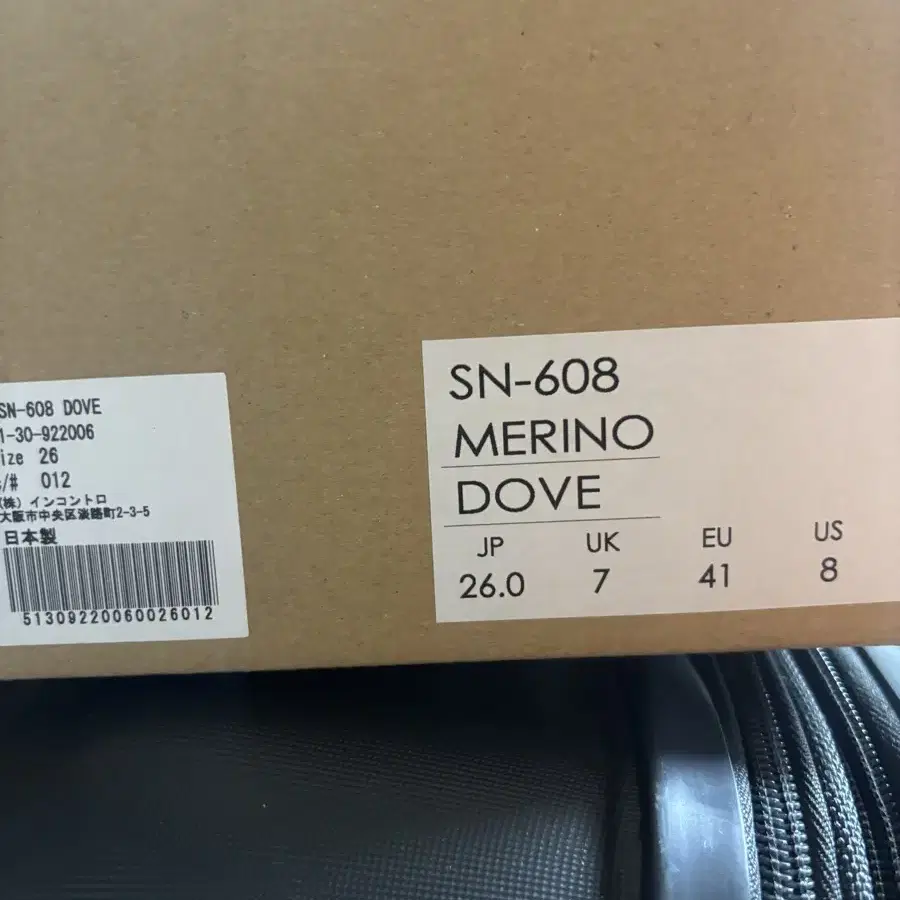 SN-608 DOVE
1-30-922006
ize 26
/# 012
(株) インコントロ
大阪市中央区淡路町2-3-5
日本製
5130922006002601​2
SN-608
MERINO
DOVE
JP UK EU US
26.0 7 41 8